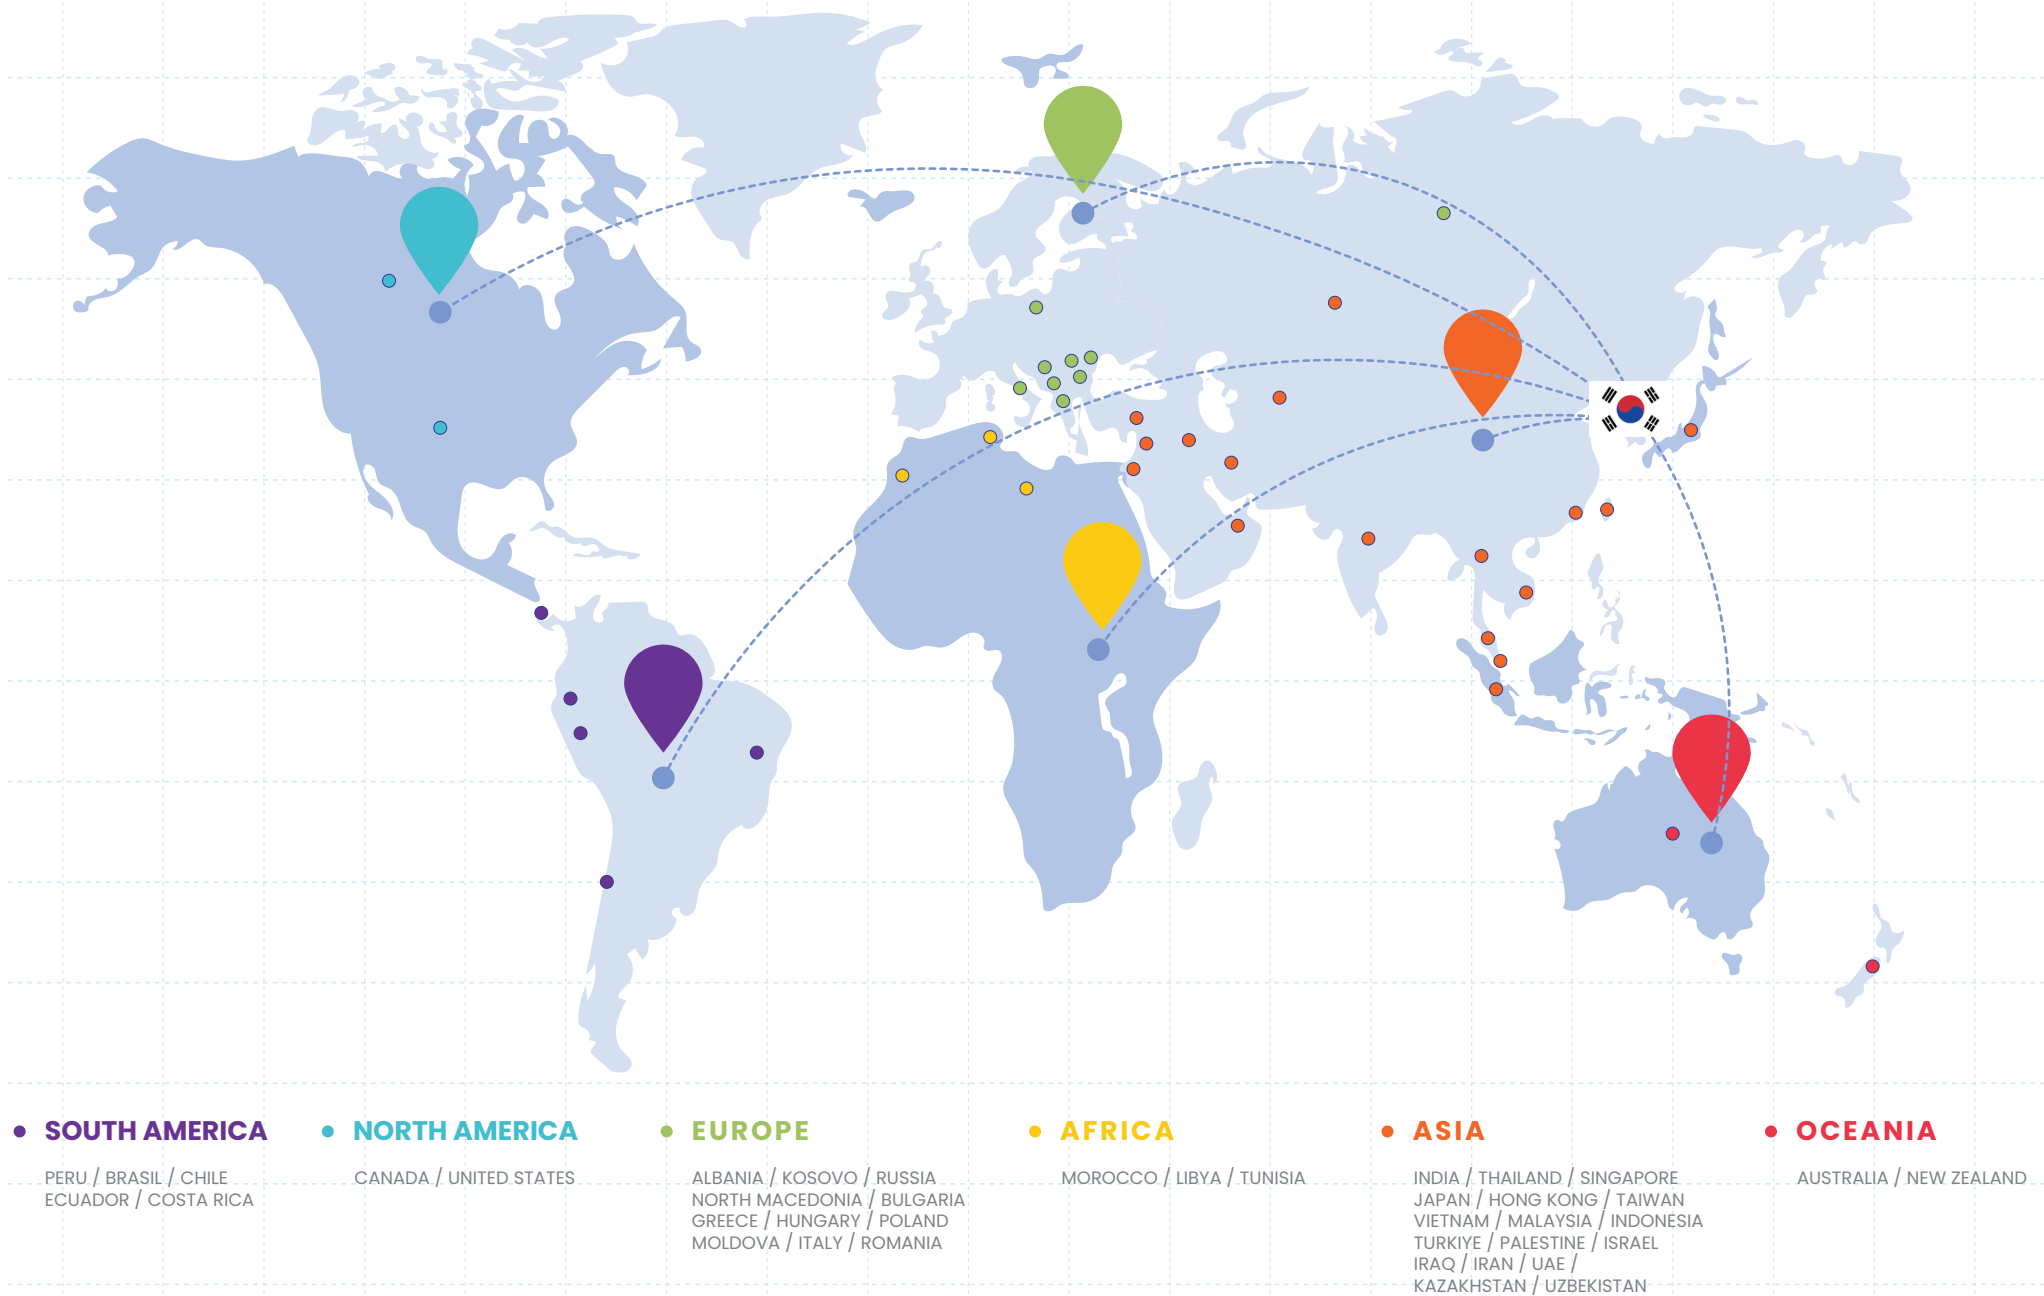 SOUTH AMERICA
PERU / BRASIL / CHILE
ECUADOR / COSTA RICA
NORTH AMERICA
CANADA / UNITED STATES
EUROPE
ALBANIA / KOSOVO / RUSSIA
NORTH MACEDONIA / BULGARIA
GREECE / HUNGARY / POLAND
MOLDOVA / ITALY / ROMANIA
AFRICA
MOROCCO / LIBYA / TUNISIA
ASIA
INDIA / THAILAND / SINGAPORE
JAPAN / HONG KONG / TAIWAN
VIETNAM / MALAYSIA / INDONESIA
TURKIYE / PALESTINE / ISRAEL
IRAQ / IRAN / UAE /
KAZAKHSTAN / UZBEKISTAN
OCEANIA
AUSTRALIA / NEW ZEALAND